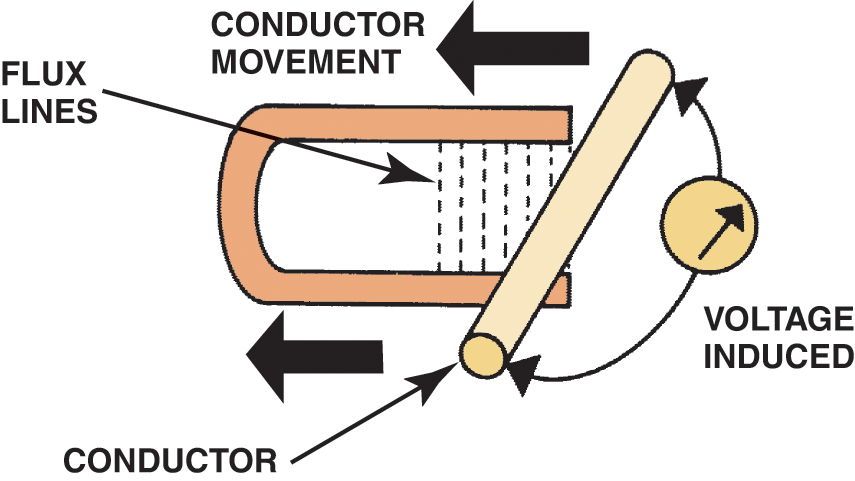 CONDUCTOR
MOVEMENT
FLUX
LINES
VOLTAGE
INDUCED
CONDUCTOR